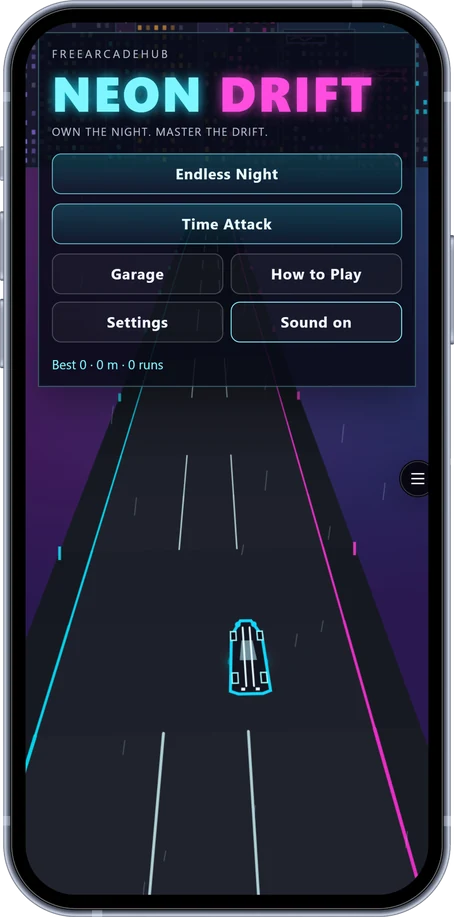 FREEARCADEHUB
NEON DRIFT
OWN THE NIGHT. MASTER THE DRIFT.
Endless Night
Time Attack
Garage
How to Play
Settings
Sound on
Best 0 · 0 m · 0 runs